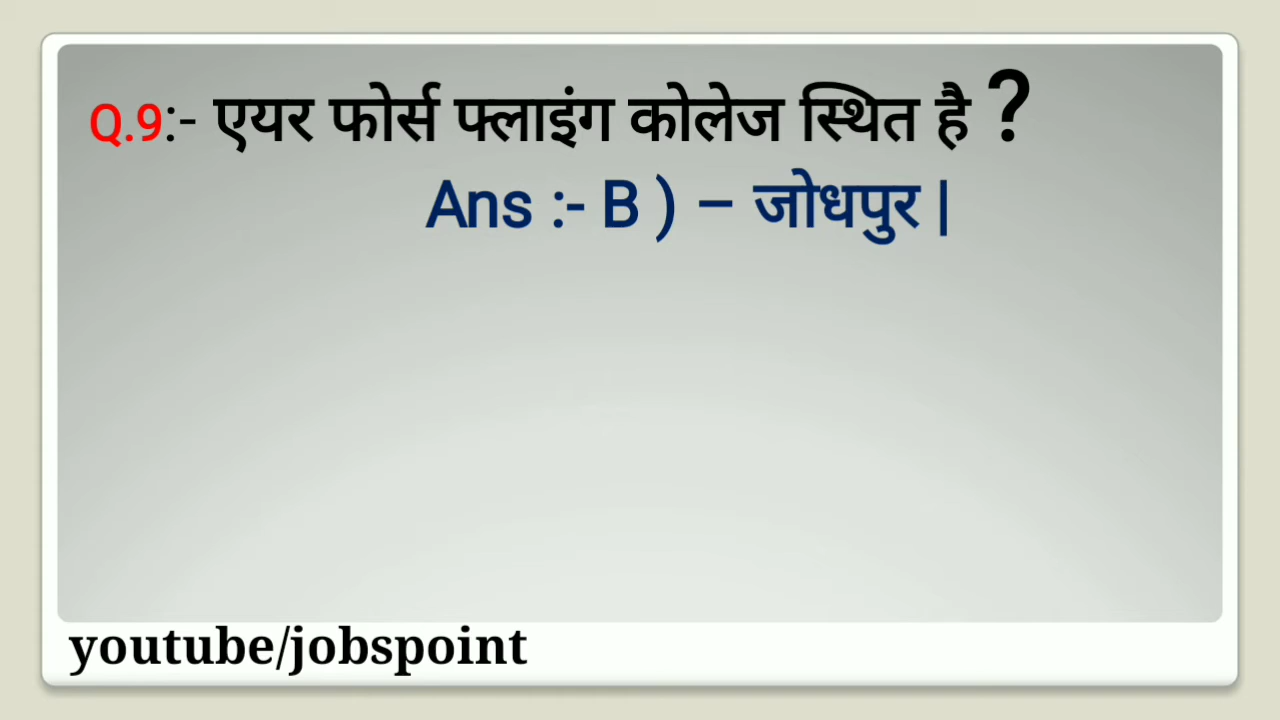 Q.9:- एयर फोर्स फ्लाइंग कोलेज स्थित है ?
Ans :- B ) – जोधपुर |
youtube/jobspoint